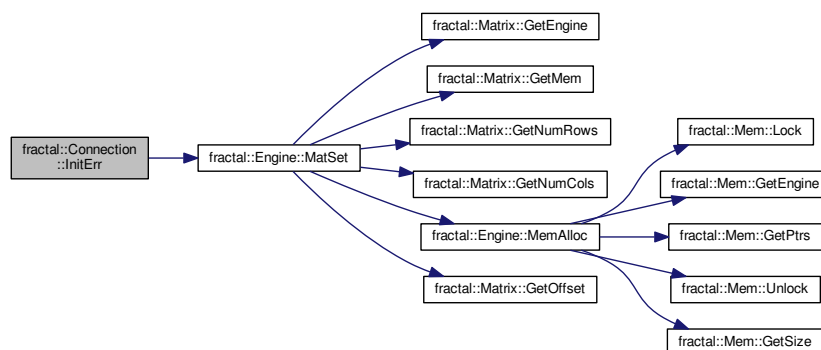 fractal::Matrix::GetEngine
fractal::Matrix::GetMem
fractal::Connection
::InitErr
fractal::Engine::MatSet
fractal::Matrix::GetNumRows
fractal::Matrix::GetNumCols
fractal::Engine::MemAlloc
fractal::Matrix::GetOffset
fractal::Mem::Lock
fractal::Mem::GetEngine
fractal::Mem::GetPtrs
fractal::Mem::Unlock
fractal::Mem::GetSize